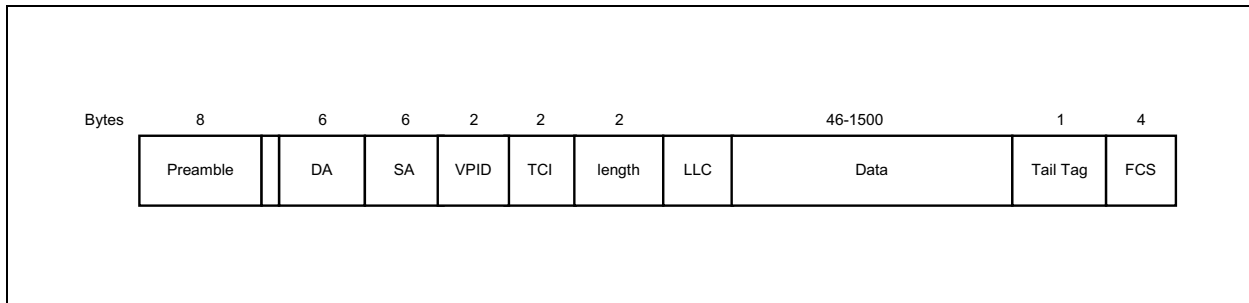 Bytes 8 6 6 2 2 2 46-1500 1 4
Preamble DA SA VPID TCI length LLC Data Tail Tag FCS